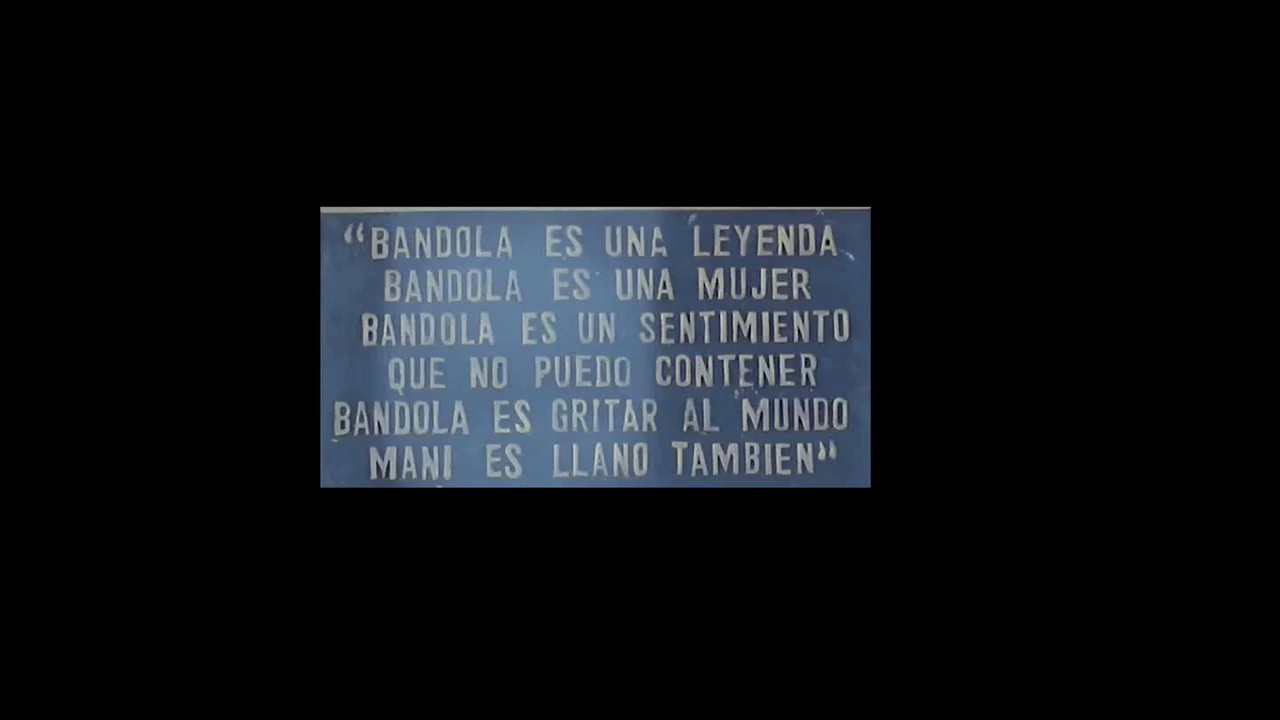 “BANDOLA ES UNA LEYENDA
BANDOLA ES UNA MUJER
BANDOLA ES UN SENTIMIENTO
QUE NO PUEDO CONTENER
BANDOLA ES GRITAR AL MUNDO
MANI ES LLANO TAMBIEN”